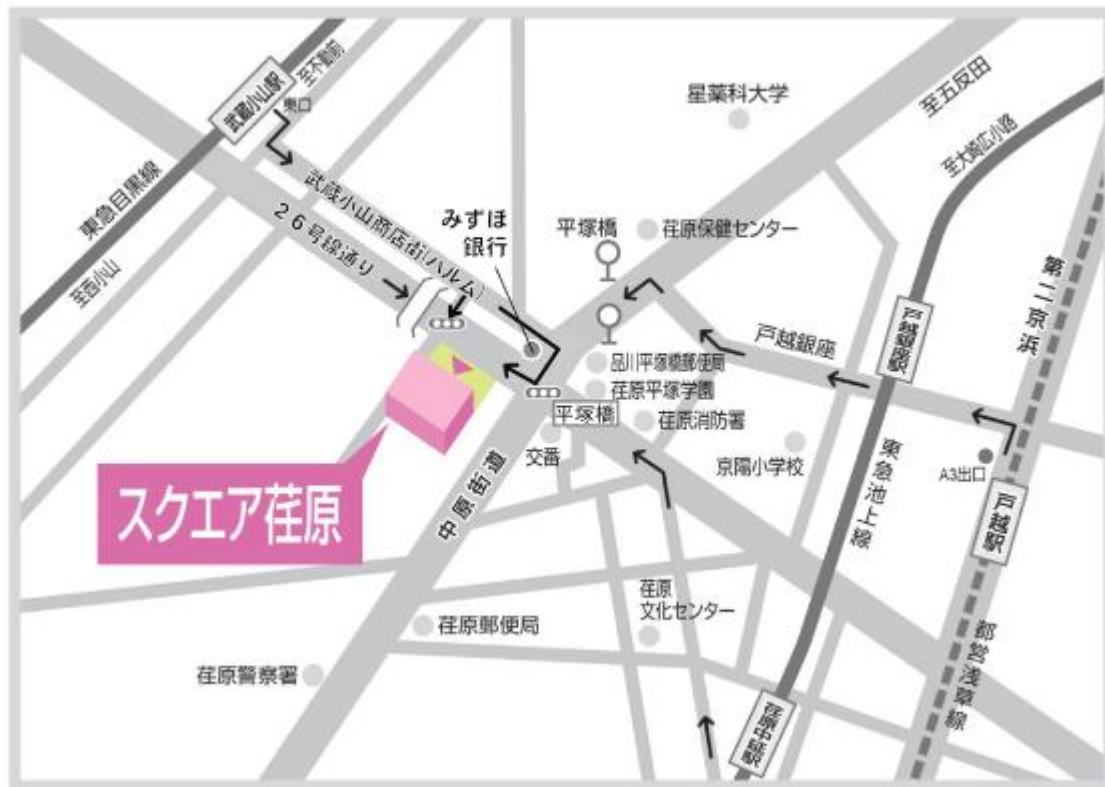 武蔵小山駅
東口
至不動前
東急目黒線
至西小山
武蔵小山商店街(パルム)
26号線通り
みずほ
銀行
星薬科大学
至五反田
至大崎広小路
平塚橋
荏原保健センター
戸越銀座
戸越銀座駅
第二京浜
品川平塚橋郵便局
荏原平塚学園
平塚橋
荏原消防署
交番
京陽小学校
A3出口
戸越駅
東急池上線
スクエア荏原
中原街道
荏原
文化センター
荏原郵便局
荏原警察署
荏原中延駅
都営浅草線